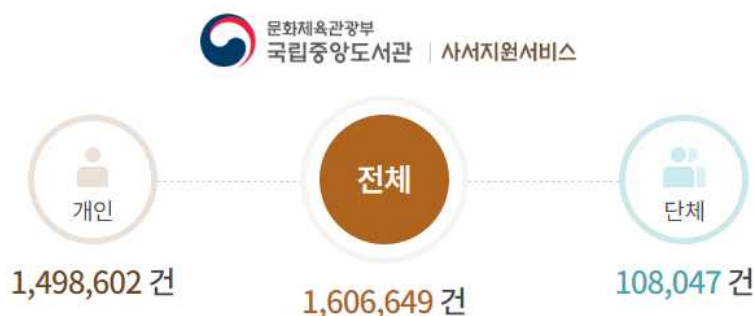 문화체육관광부
국립중앙도서관 | 사서지원서비스
개인
전체
단체
1,498,602 건
1,606,649 건
108,047 건